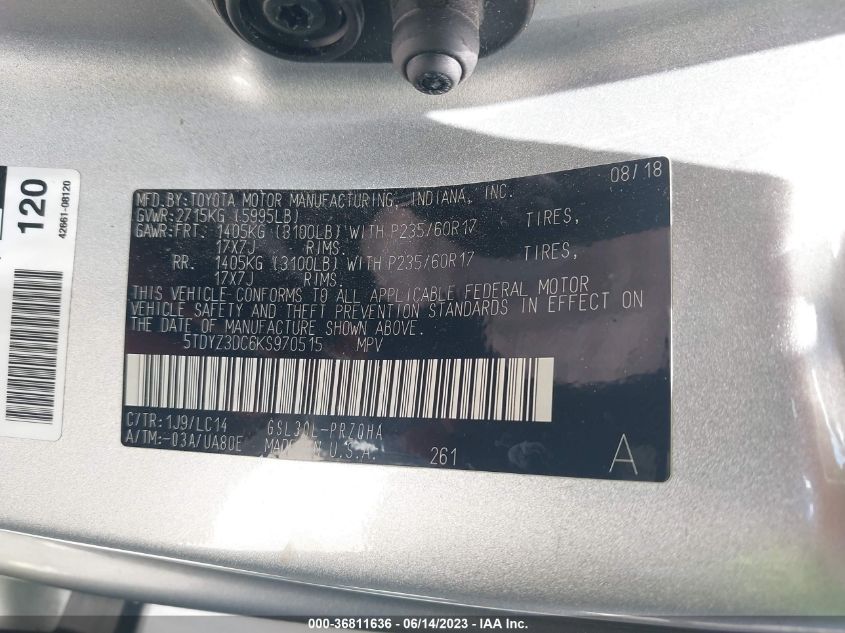 120
42661-08120
MFD.BY:TOYOTA MOTOR MANUFACTURING, INDIANA, INC. 08/18
GVWR:2715KG (5995LB)
GAWR:FRT. 1405KG (3100LB) WITH P235/60R17 TIRES,
17X7J RIMS.
RR. 1405KG (3100LB) WITH P235/60R17 TIRES,
17X7J RIMS.
THIS VEHICLE CONFORMS TO ALL APPLICABLE FEDERAL MOTOR
VEHICLE SAFETY AND THEFT PREVENTION STANDARDS IN EFFECT ON
THE DATE OF MANUFACTURE SHOWN ABOVE.
5TDYZ3DC6KS970515 MPV
C/TR:1J9/LC14 GSL30L-PRZQHA
A/TM:-03A/UA80E MADE IN U.S.A. 261 A
000-36811636 - 06/14/2023 - IAA Inc.